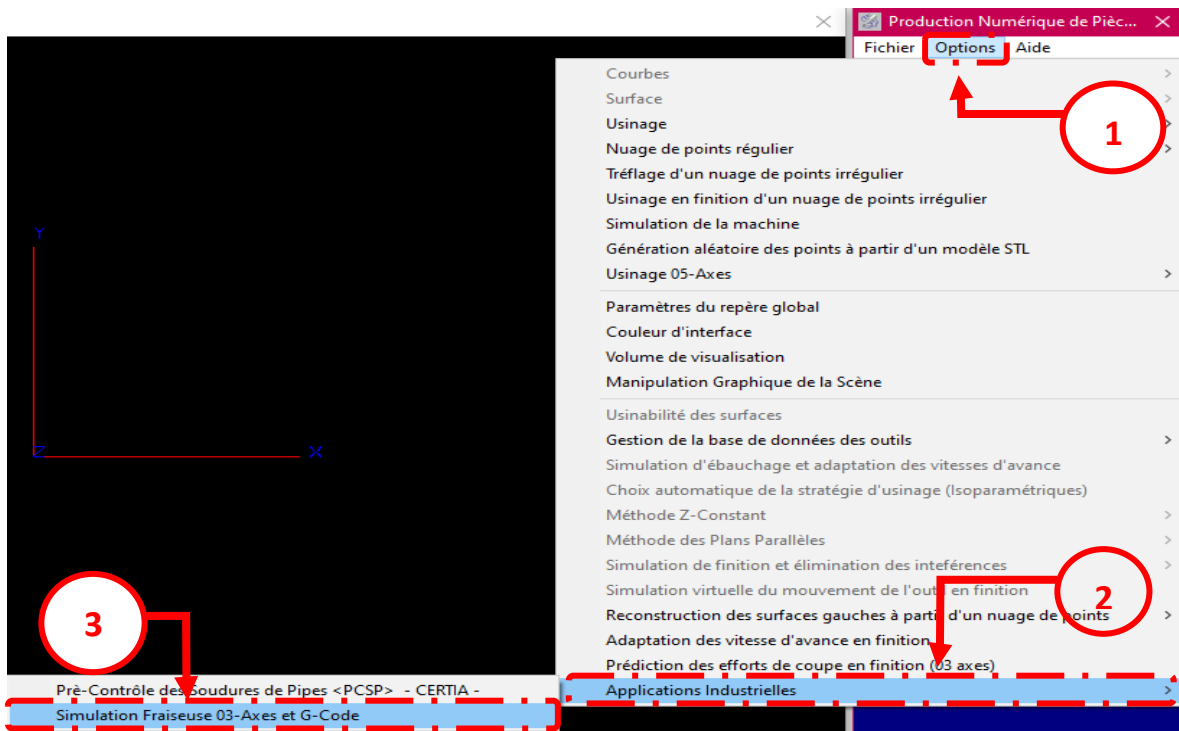 Production Numérique de Pièc...
Fichier Options Aide
Courbes
Surface
Usinage
Nuage de points régulier
Tréflage d'un nuage de points irrégulier
Usinage en finition d'un nuage de points irrégulier
Simulation de la machine
Génération aléatoire des points à partir d'un modèle STL
Usinage 05-Axes
Paramètres du repère global
Couleur d'interface
Volume de visualisation
Manipulation Graphique de la Scène
Usinabilité des surfaces
Gestion de la base de données des outils
Simulation d'ébauchage et adaptation des vitesses d'avance
Choix automatique de la stratégie d'usinage (Isoparamétriques)
Méthode Z-Constant
Méthode des Plans Parallèles
Simulation de finition et élimination des inteférences
Simulation virtuelle du mouvement de l'outil en finition
Reconstruction des surfaces gauches à partir d'un nuage de points
Adaptation des vitesse d'avance en finition
Prédiction des efforts de coupe en finition (03 axes)
Applications Industrielles
Prè-Contrôle des Soudures de Pipes <PCSP> - CERTIA -
Simulation Fraiseuse 03-Axes et G-Code
1
2
3
Y
Z
X